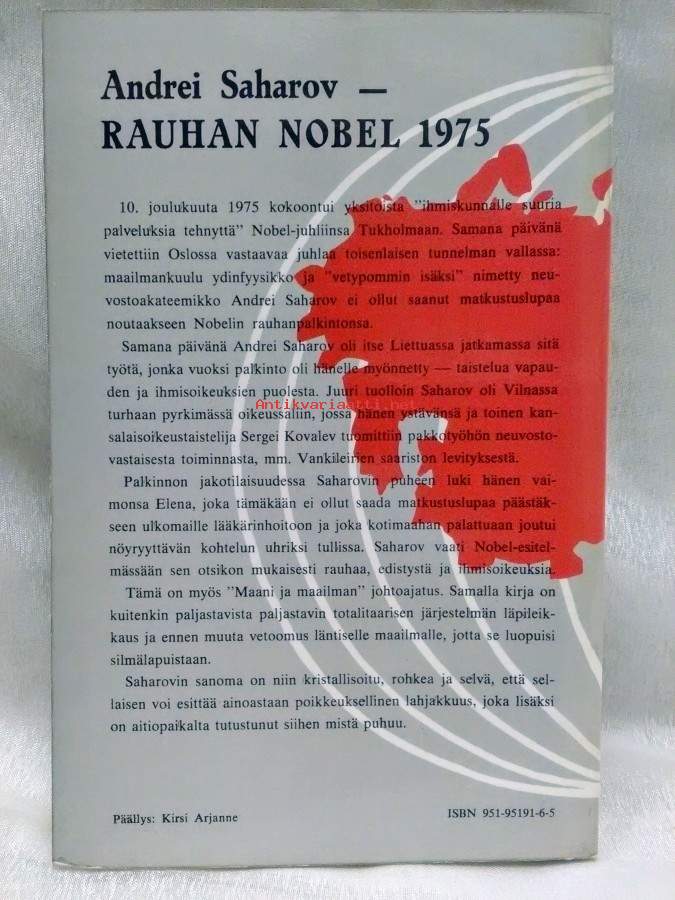 Andrei Saharov —
RAUHAN NOBEL 1975
10. joulukuuta 1975 kokoontui yksitoista "ihmiskunnalle suuria
palveluksia tehnyttä" Nobel-juhliinsa Tukholmaan. Samana päivänä
vietettiin Oslossa vastaavaa juhlaa toisenlaisen tunnelman vallassa:
maailmankuulu ydinfyysikko ja "vetypommin isäksi" nimetty neu-
vostoakateemikko Andrei Saharov ei ollut saanut matkustuslupaa
noutaakseen Nobelin rauhanpalkintonsa.
Samana päivänä Andrei Saharov oli itse Liettuassa jatkamassa sitä
työtä, jonka vuoksi palkinto oli hänelle myönnetty — taistelua vapau-
den ja ihmisoikeuksien puolesta. Juuri tuolloin Saharov oli Vilnassa
Antikvariaatti.net
turhaan pyrkimässä oikeussaliin, jossa hänen ystävänsä ja toinen kan-
salaisoikeustaistelija Sergei Kovalev tuomittiin pakkotyöhön neuvosto-
vastaisesta toiminnasta, mm. Vankileirien saariston levityksestä.
Palkinnon jakotilaisuudessa Saharovin puheen luki hänen vai-
monsa Elena, joka tämäkään ei ollut saada matkustuslupaa päästäk-
seen ulkomaille lääkärinhoitoon ja joka kotimaahan palattuaan joutui
nöyryyttävän kohtelun uhriksi tullissa. Saharov vaati Nobel-esitel-
mässään sen otsikon mukaisesti rauhaa, edistystä ja ihmisoikeuksia.
Tämä on myös "Maani ja maailman" johtoajatus. Samalla kirja on
kuitenkin paljastavista paljastavin totalitaarisen järjestelmän läpileik-
kaus ja ennen muuta vetoomus läntiselle maailmalle, jotta se luopuisi
silmälapuistaan.
Saharovin sanoma on niin kristallisoitu, rohkea ja selvä, että sel-
laisen voi esittää ainoastaan poikkeuksellinen lahjakkuus, joka lisäksi
on aitiopaikalta tutustunut siihen mistä puhuu.
Päällys: Kirsi Arjanne
ISBN 951-95191-6-5